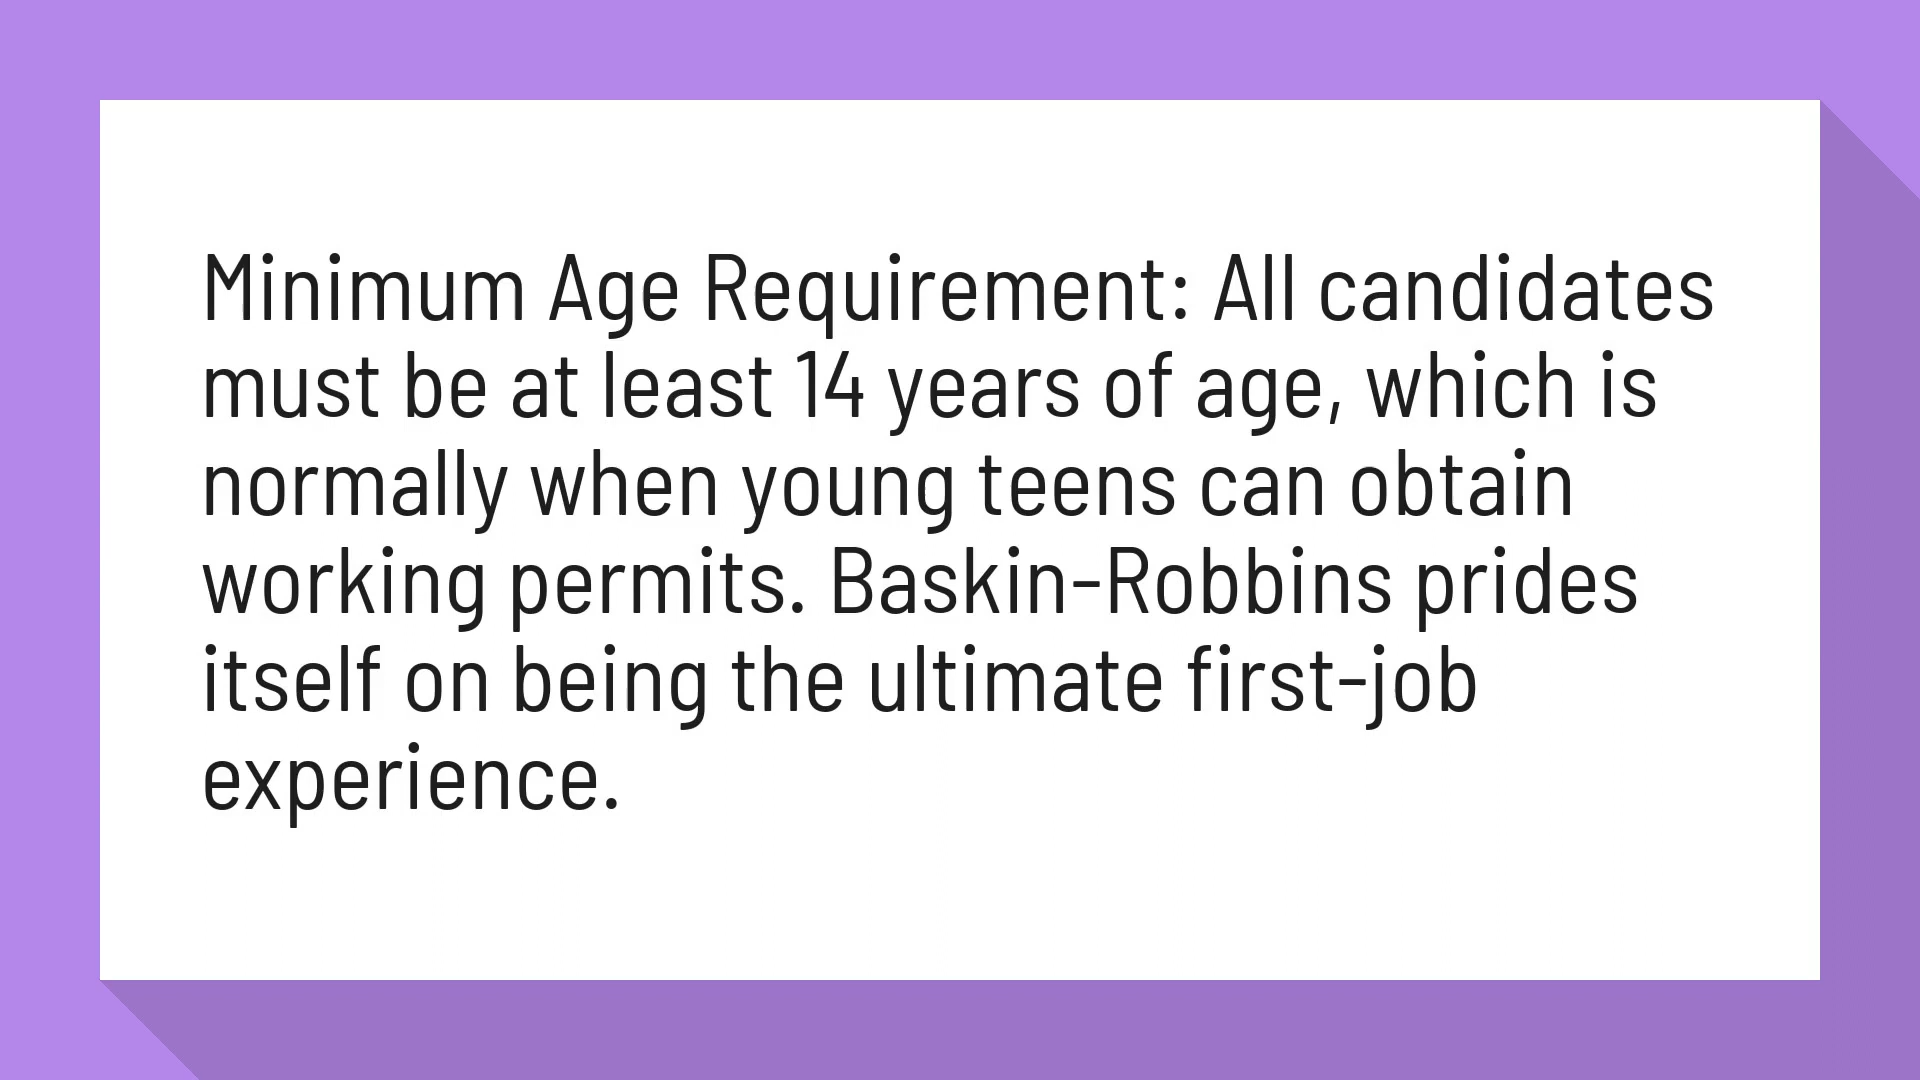 Minimum Age Requirement: All candidates
must be at least 14 years of age, which is
normally when young teens can obtain
working permits. Baskin-Robbins prides
itself on being the ultimate first-job
experience.